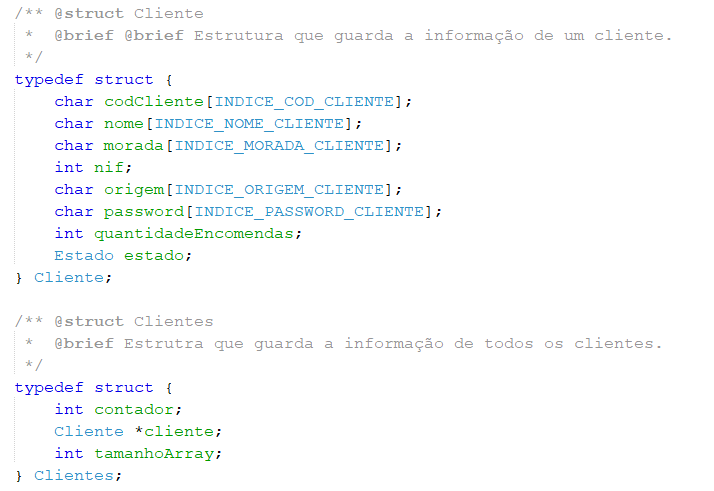 /** @struct Cliente
 *  @brief @brief Estrutura que guarda a informação de um cliente.
 */
typedef struct {
    char codCliente[INDICE_COD_CLIENTE];
    char nome[INDICE_NOME_CLIENTE];
    char morada[INDICE_MORADA_CLIENTE];
    int nif;
    char origem[INDICE_ORIGEM_CLIENTE];
    char password[INDICE_PASSWORD_CLIENTE];
    int quantidadeEncomendas;
    Estado estado;
} Cliente;

/** @struct Clientes
 *  @brief Estrutra que guarda a informação de todos os clientes.
 */
typedef struct {
    int contador;
    Cliente *cliente;
    int tamanhoArray;
} Clientes;